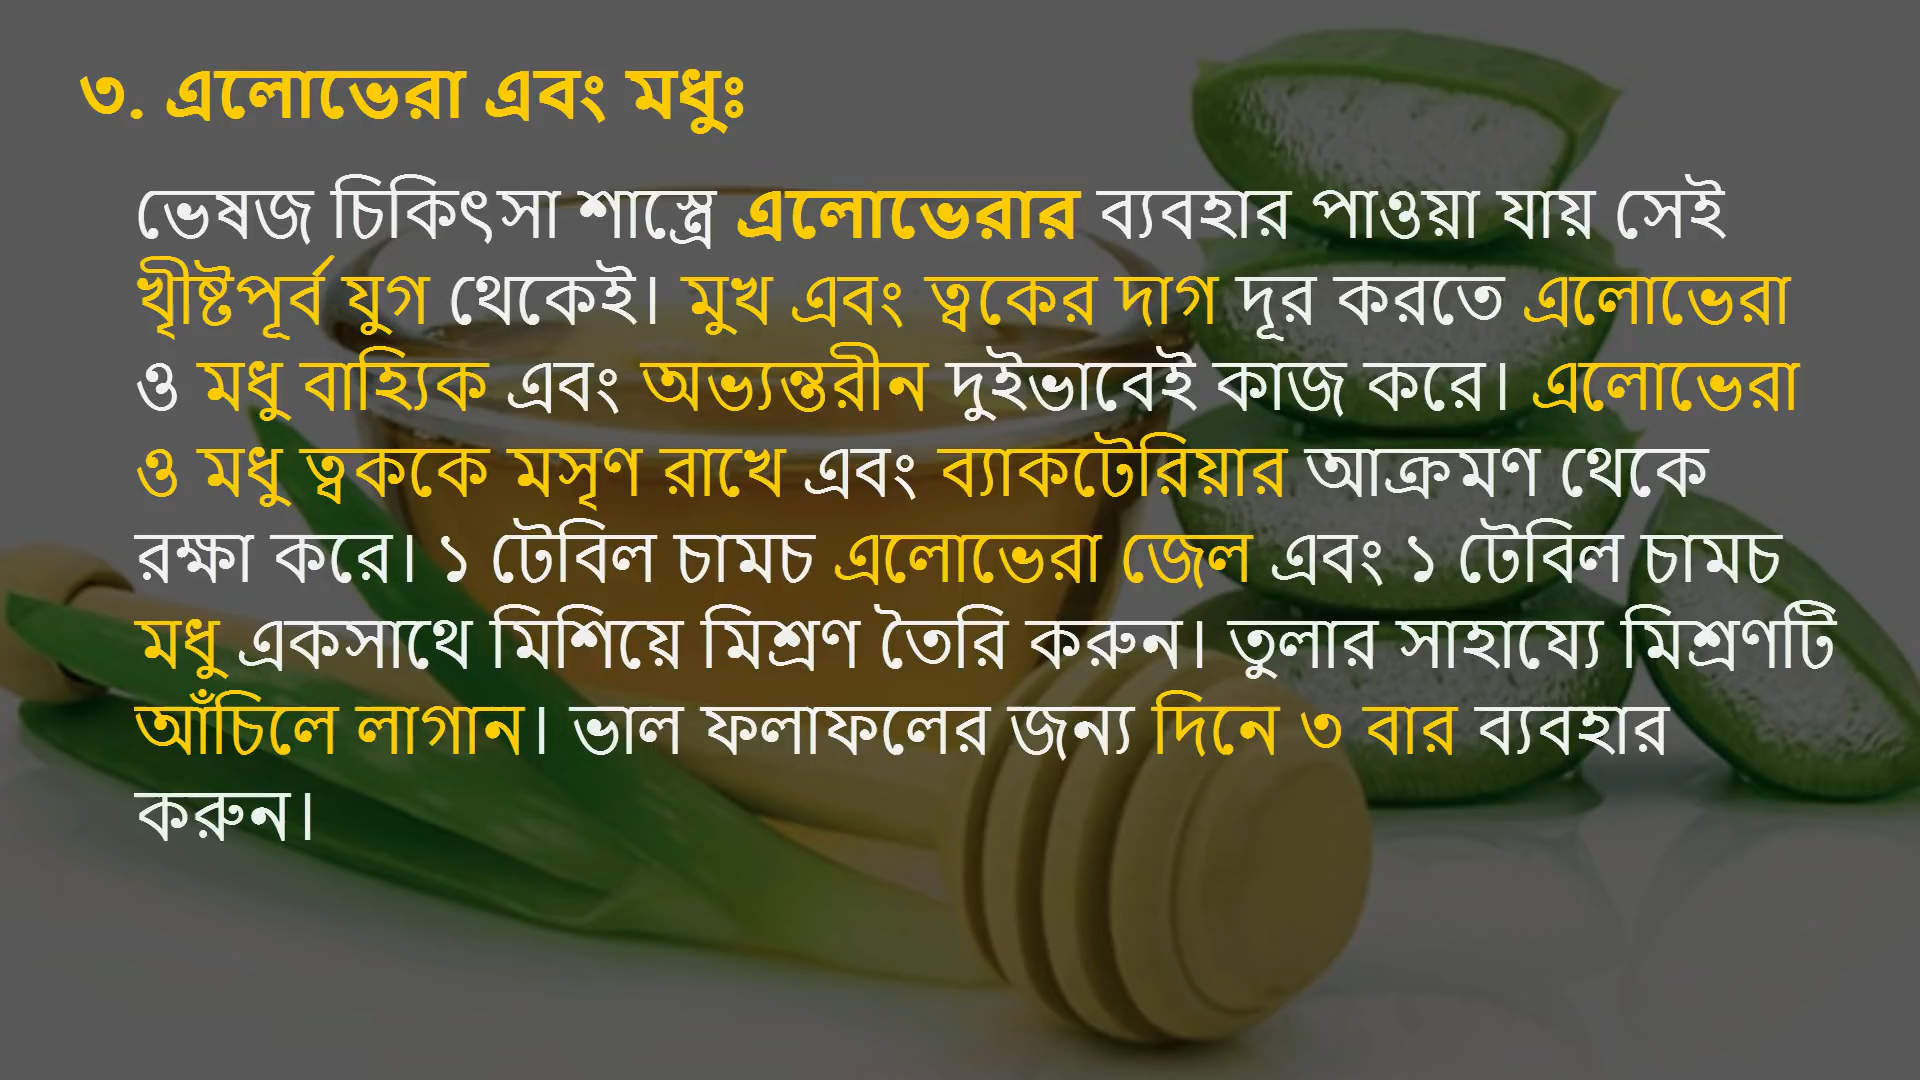 ৩. এলোভেরা এবং মধুঃ
ভেষজ চিকিৎসা শাস্ত্রে এলোভেরার ব্যবহার পাওয়া যায় সেই
খৃীষ্টপূর্ব যুগ থেকেই। মুখ এবং ত্বকের দাগ দূর করতে এলোভেরা
ও মধু বাহ্যিক এবং অভ্যন্তরীন দুইভাবেই কাজ করে। এলোভেরা
ও মধু ত্বককে মসৃণ রাখে এবং ব্যাকটেরিয়ার আক্রমণ থেকে
রক্ষা করে। ১ টেবিল চামচ এলোভেরা জেল এবং ১ টেবিল চামচ
মধু একসাথে মিশিয়ে মিশ্রণ তৈরি করুন। তুলার সাহায্যে মিশ্রণটি
আঁচিলে লাগান। ভাল ফলাফলের জন্য দিনে ৩ বার ব্যবহার
করুন।